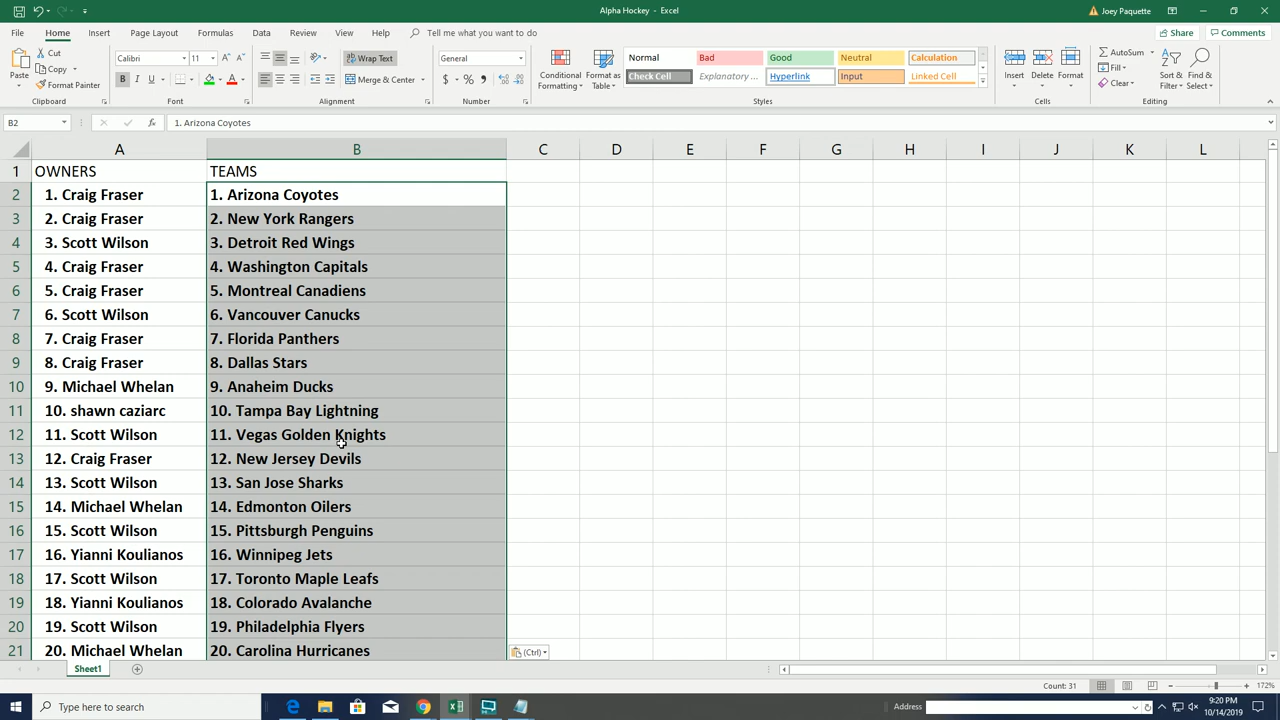 Alpha Hockey - Excel
Joey Paquette
File Home Insert Page Layout Formulas Data Review View Help Tell me what you want to do
Share Comments
Paste
Cut
Copy
Format Painter
Clipboard
Calibri 11
B I U
Font
Wrap Text
Merge & Center
Alignment
General
$ % ,
Number
Conditional Formatting
Format as Table
Normal Bad Good Neutral Calculation
Check Cell Explanatory ... Hyperlink Input Linked Cell
Styles
Insert Delete Format
Cells
AutoSum
Fill
Clear
Sort & Filter
Find & Select
Editing
B2
fx
1. Arizona Coyotes
A B C D E F G H I J K L
1 OWNERS TEAMS
2 1. Craig Fraser 1. Arizona Coyotes
3 2. Craig Fraser 2. New York Rangers
4 3. Scott Wilson 3. Detroit Red Wings
5 4. Craig Fraser 4. Washington Capitals
6 5. Craig Fraser 5. Montreal Canadiens
7 6. Scott Wilson 6. Vancouver Canucks
8 7. Craig Fraser 7. Florida Panthers
9 8. Craig Fraser 8. Dallas Stars
10 9. Michael Whelan 9. Anaheim Ducks
11 10. shawn caziarc 10. Tampa Bay Lightning
12 11. Scott Wilson 11. Vegas Golden Knights
13 12. Craig Fraser 12. New Jersey Devils
14 13. Scott Wilson 13. San Jose Sharks
15 14. Michael Whelan 14. Edmonton Oilers
16 15. Scott Wilson 15. Pittsburgh Penguins
17 16. Yianni Koulianos 16. Winnipeg Jets
18 17. Scott Wilson 17. Toronto Maple Leafs
19 18. Yianni Koulianos 18. Colorado Avalanche
20 19. Scott Wilson 19. Philadelphia Flyers
21 20. Michael Whelan 20. Carolina Hurricanes
(Ctrl)
Sheet1
Count: 31
172%
Type here to search
Address
9:20 PM
10/14/2019